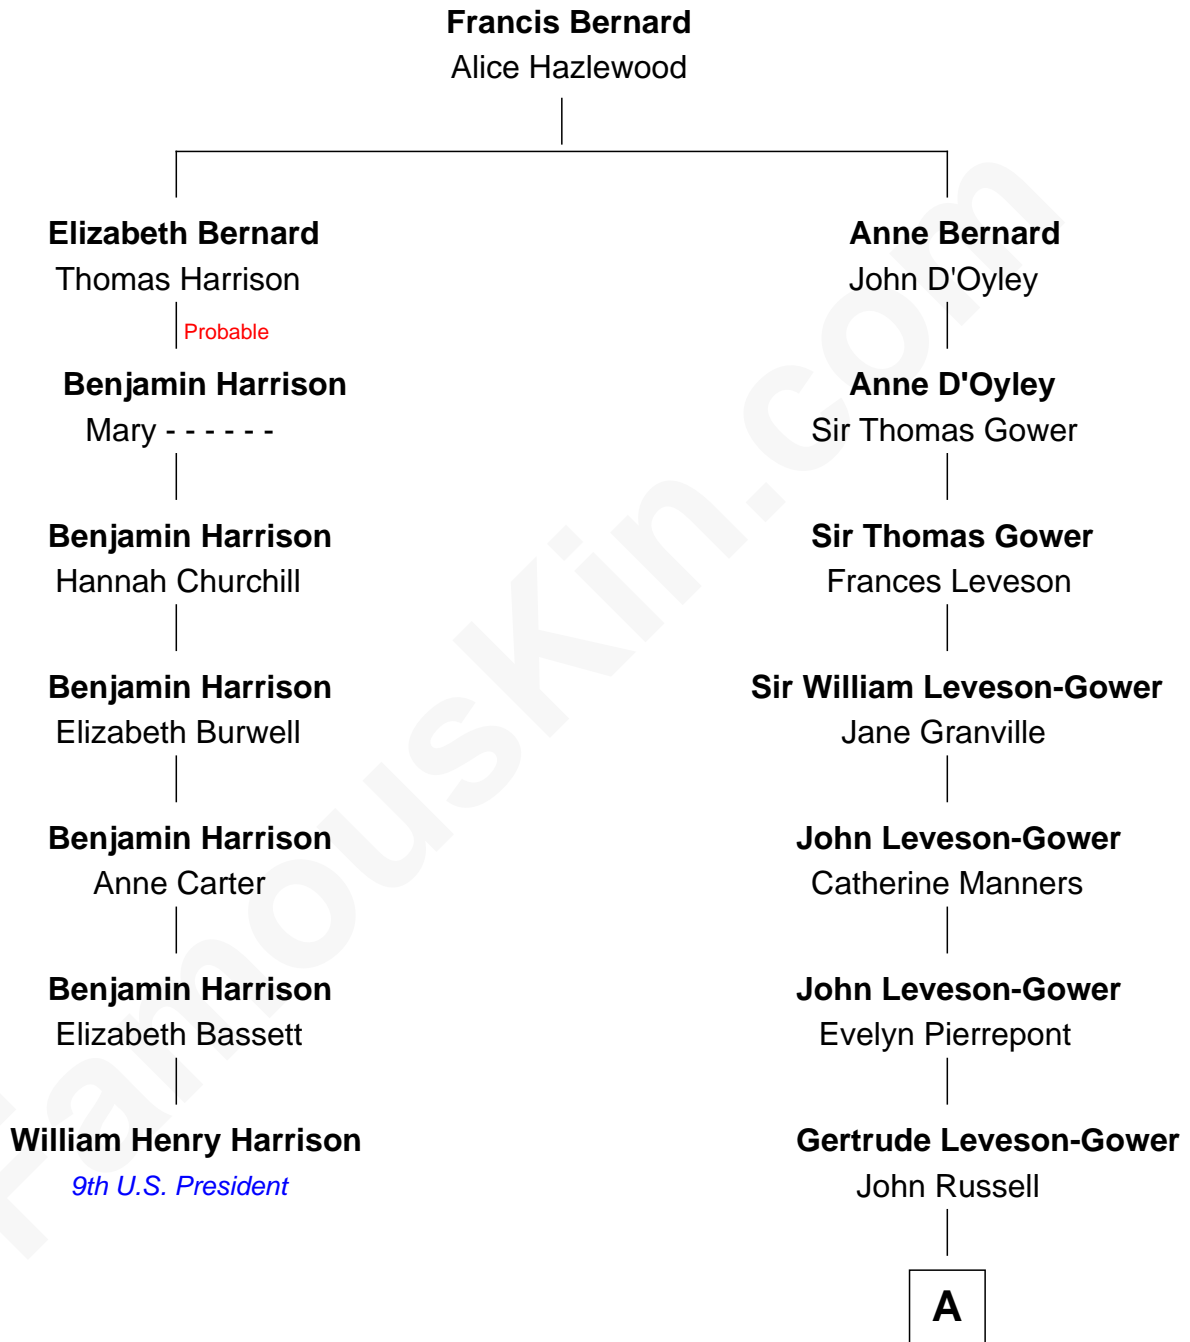 Francis Bernard
Alice Hazlewood
Elizabeth Bernard
Thomas Harrison
Probable
Benjamin Harrison
Mary - - - - - -
Benjamin Harrison
Hannah Churchill
Benjamin Harrison
Elizabeth Burwell
Benjamin Harrison
Anne Carter
Benjamin Harrison
Elizabeth Bassett
William Henry Harrison
9th U.S. President
Anne Bernard
John D'Oyley
Anne D'Oyley
Sir Thomas Gower
Sir Thomas Gower
Frances Leveson
Sir William Leveson-Gower
Jane Granville
John Leveson-Gower
Catherine Manners
John Leveson-Gower
Evelyn Pierrepont
Gertrude Leveson-Gower
John Russell
A
FamousKin.com